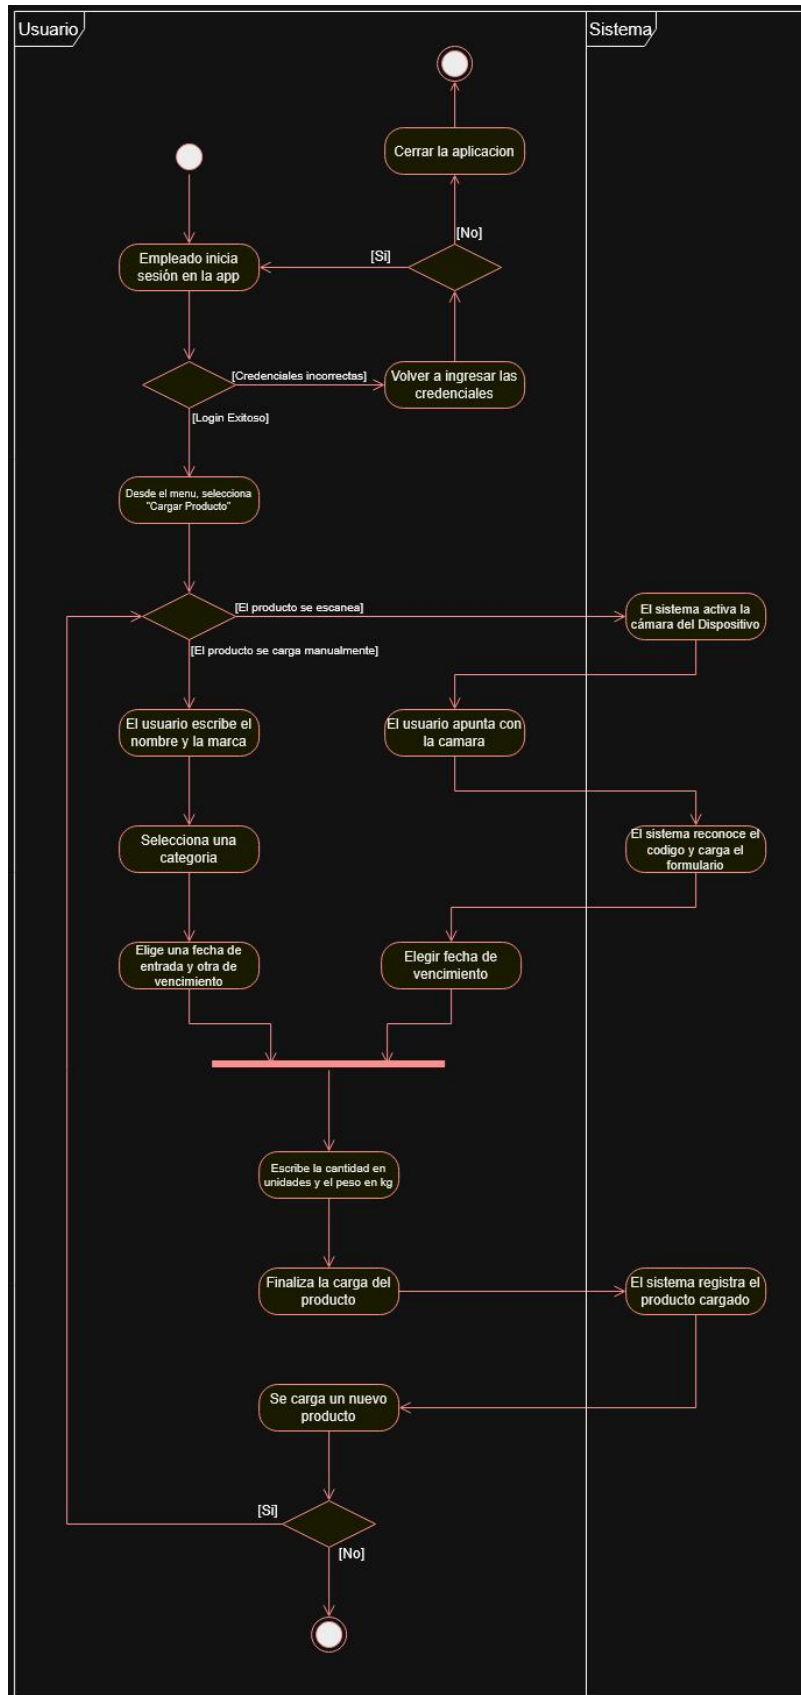 Usuario
Sistema
Cerrar la aplicacion
[No]
[Si]
Empleado inicia
sesión en la app
[Credenciales incorrectas]
Volver a ingresar las
credenciales
[Login Exitoso]
Desde el menu, selecciona
"Cargar Producto"
[El producto se escanea]
El sistema activa la
cámara del Dispositivo
[El producto se carga manualmente]
El usuario escribe el
nombre y la marca
El usuario apunta con
la camara
Selecciona una
categoria
El sistema reconoce el
codigo y carga el
formulario
Elige una fecha de
entrada y otra de
vencimiento
Elegir fecha de
vencimiento
Escribe la cantidad en
unidades y el peso en kg
Finaliza la carga del
producto
El sistema registra el
producto cargado
Se carga un nuevo
producto
[Si]
[No]